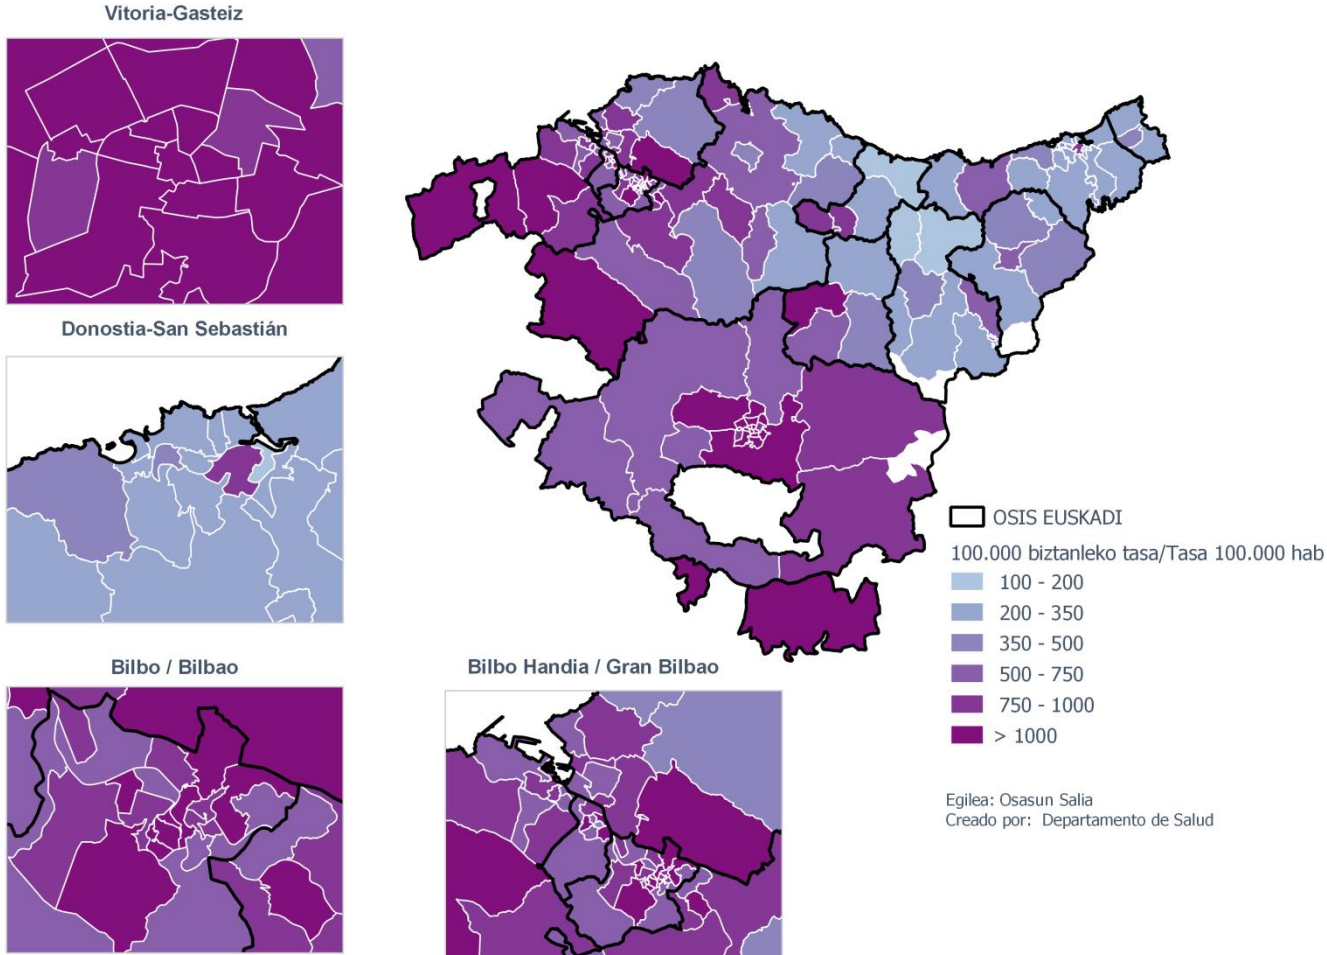 Vitoria-Gasteiz
Donostia-San Sebastián
Bilbo / Bilbao
Bilbo Handia / Gran Bilbao
OSIS EUSKADI
100.000 biztanleko tasa/Tasa 100.000 hab
100 - 200
200 - 350
350 - 500
500 - 750
750 - 1000
> 1000
Egilea: Osasun Salia
Creado por: Departamento de Salud